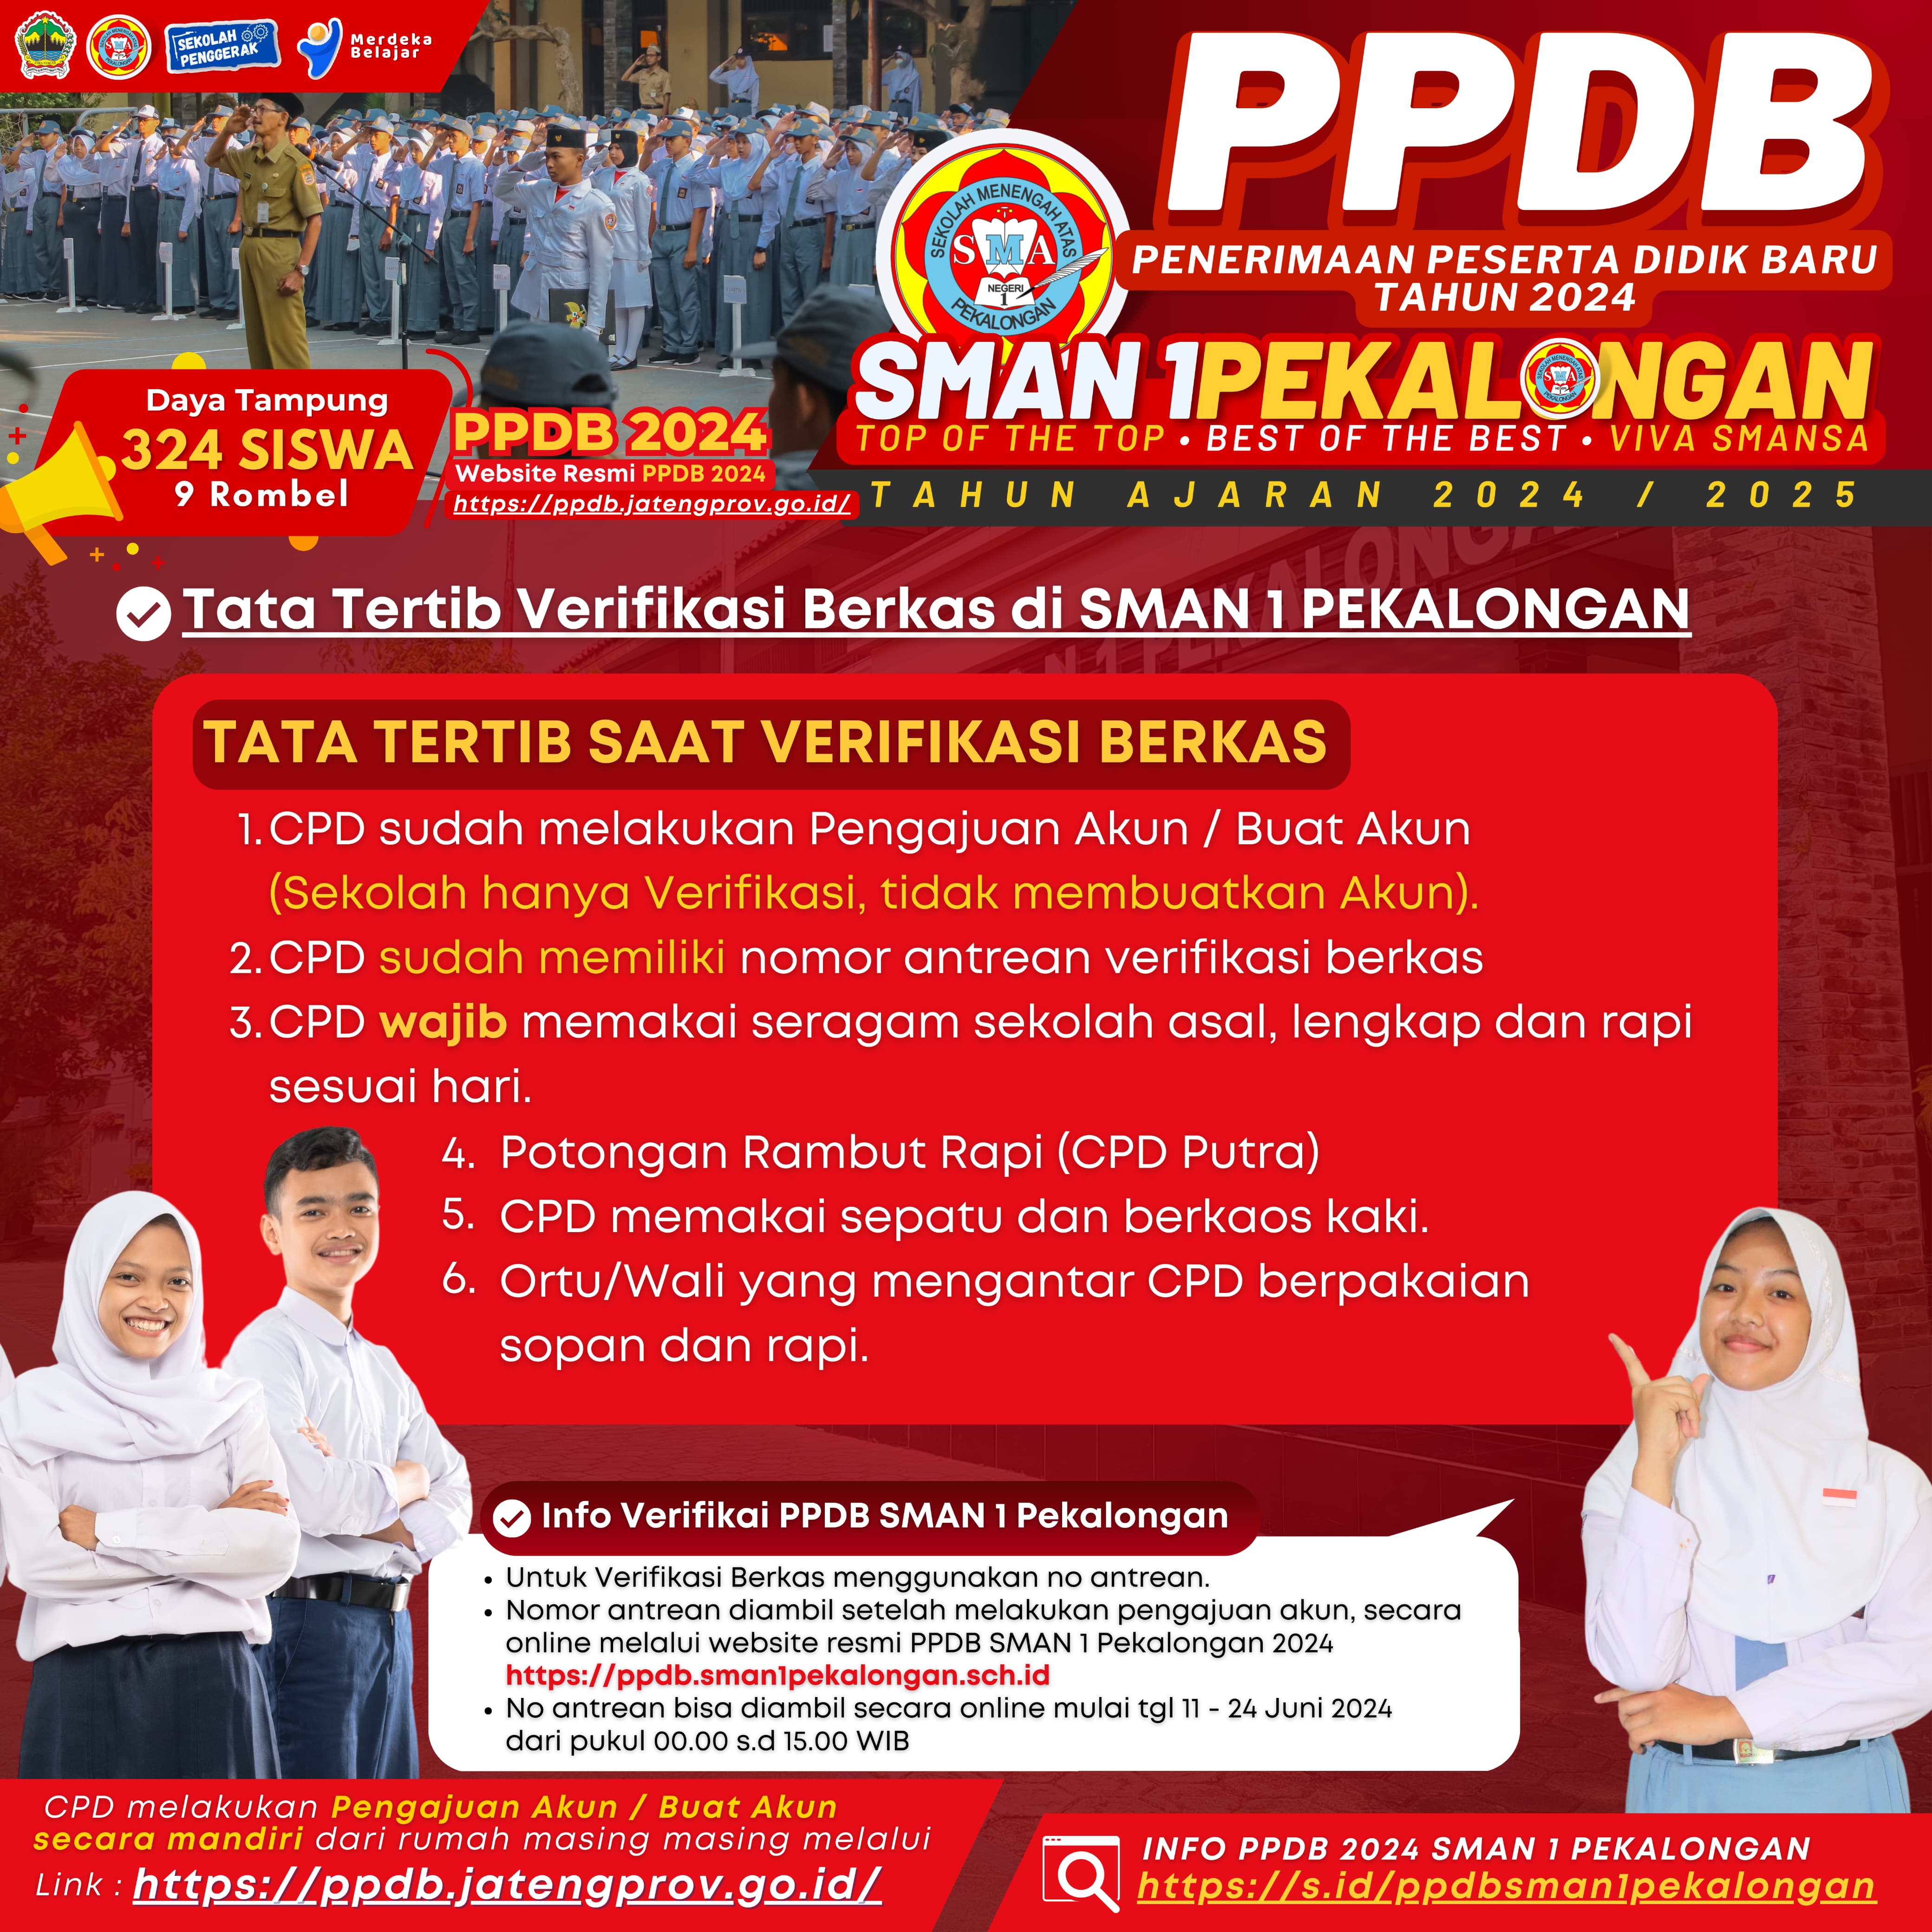 SEKOLAH
PENGGERAK
Merdeka
Belajar
PPDB
PENERIMAAN PESERTA DIDIK BARU
TAHUN 2024
SEKOLAH MENENGAH ATAS
SMA
NEGERI
1
PEKALONGAN
SMAN 1 PEKALONGAN
TOP OF THE TOP • BEST OF THE BEST • VIVA SMANSA
TAHUN AJARAN 2024 / 2025
Daya Tampung
324 SISWA
9 Rombel
PPDB 2024
Website Resmi PPDB 2024
https://ppdb.jatengprov.go.id/
Tata Tertib Verifikasi Berkas di SMAN 1 PEKALONGAN
TATA TERTIB SAAT VERIFIKASI BERKAS
1. CPD sudah melakukan Pengajuan Akun / Buat Akun
(Sekolah hanya Verifikasi, tidak membuatkan Akun).
2. CPD sudah memiliki nomor antrean verifikasi berkas
3. CPD wajib memakai seragam sekolah asal, lengkap dan rapi
sesuai hari.
4. Potongan Rambut Rapi (CPD Putra)
5. CPD memakai sepatu dan berkaos kaki.
6. Ortu/Wali yang mengantar CPD berpakaian
sopan dan rapi.
Info Verifikai PPDB SMAN 1 Pekalongan
• Untuk Verifikasi Berkas menggunakan no antrean.
• Nomor antrean diambil setelah melakukan pengajuan akun, secara
online melalui website resmi PPDB SMAN 1 Pekalongan 2024
https://ppdb.sman1pekalongan.sch.id
• No antrean bisa diambil secara online mulai tgl 11 - 24 Juni 2024
dari pukul 00.00 s.d 15.00 WIB
CPD melakukan Pengajuan Akun / Buat Akun
secara mandiri dari rumah masing masing melalui
Link : https://ppdb.jatengprov.go.id/
INFO PPDB 2024 SMAN 1 PEKALONGAN
https://s.id/ppdbsman1pekalongan